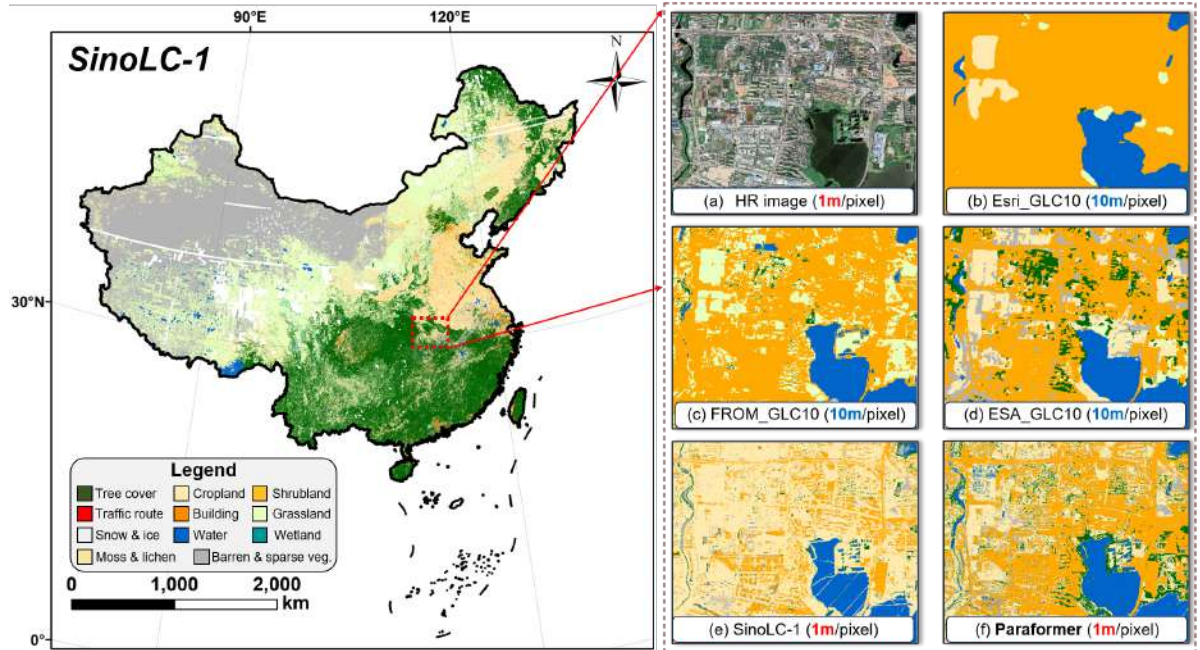 90°E
120°E
SinoLC-1
N
30°N
0°
Legend
Tree cover
Cropland
Shrubland
Traffic route
Building
Grassland
Snow & ice
Water
Wetland
Moss & lichen
Barren & sparse veg.
0
1,000
2,000
km
(a) HR image (1m/pixel)
(b) Esri_GLC10 (10m/pixel)
(c) FROM_GLC10 (10m/pixel)
(d) ESA_GLC10 (10m/pixel)
(e) SinoLC-1 (1m/pixel)
(f) Paraformer (1m/pixel)